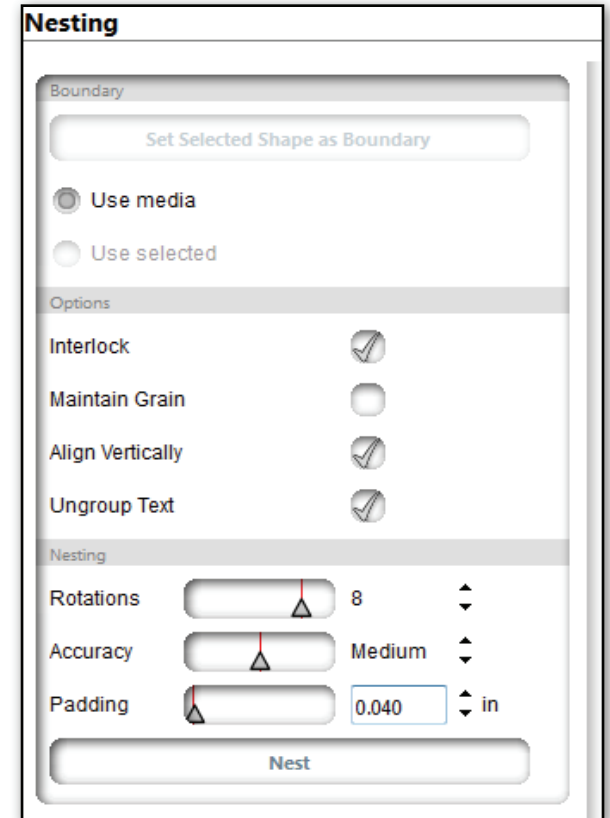 Nesting
Boundary
Set Selected Shape as Boundary
Use media
Use selected
Options
Interlock
Maintain Grain
Align Vertically
Ungroup Text
Nesting
Rotations 8
Accuracy Medium
Padding 0.040 in
Nest